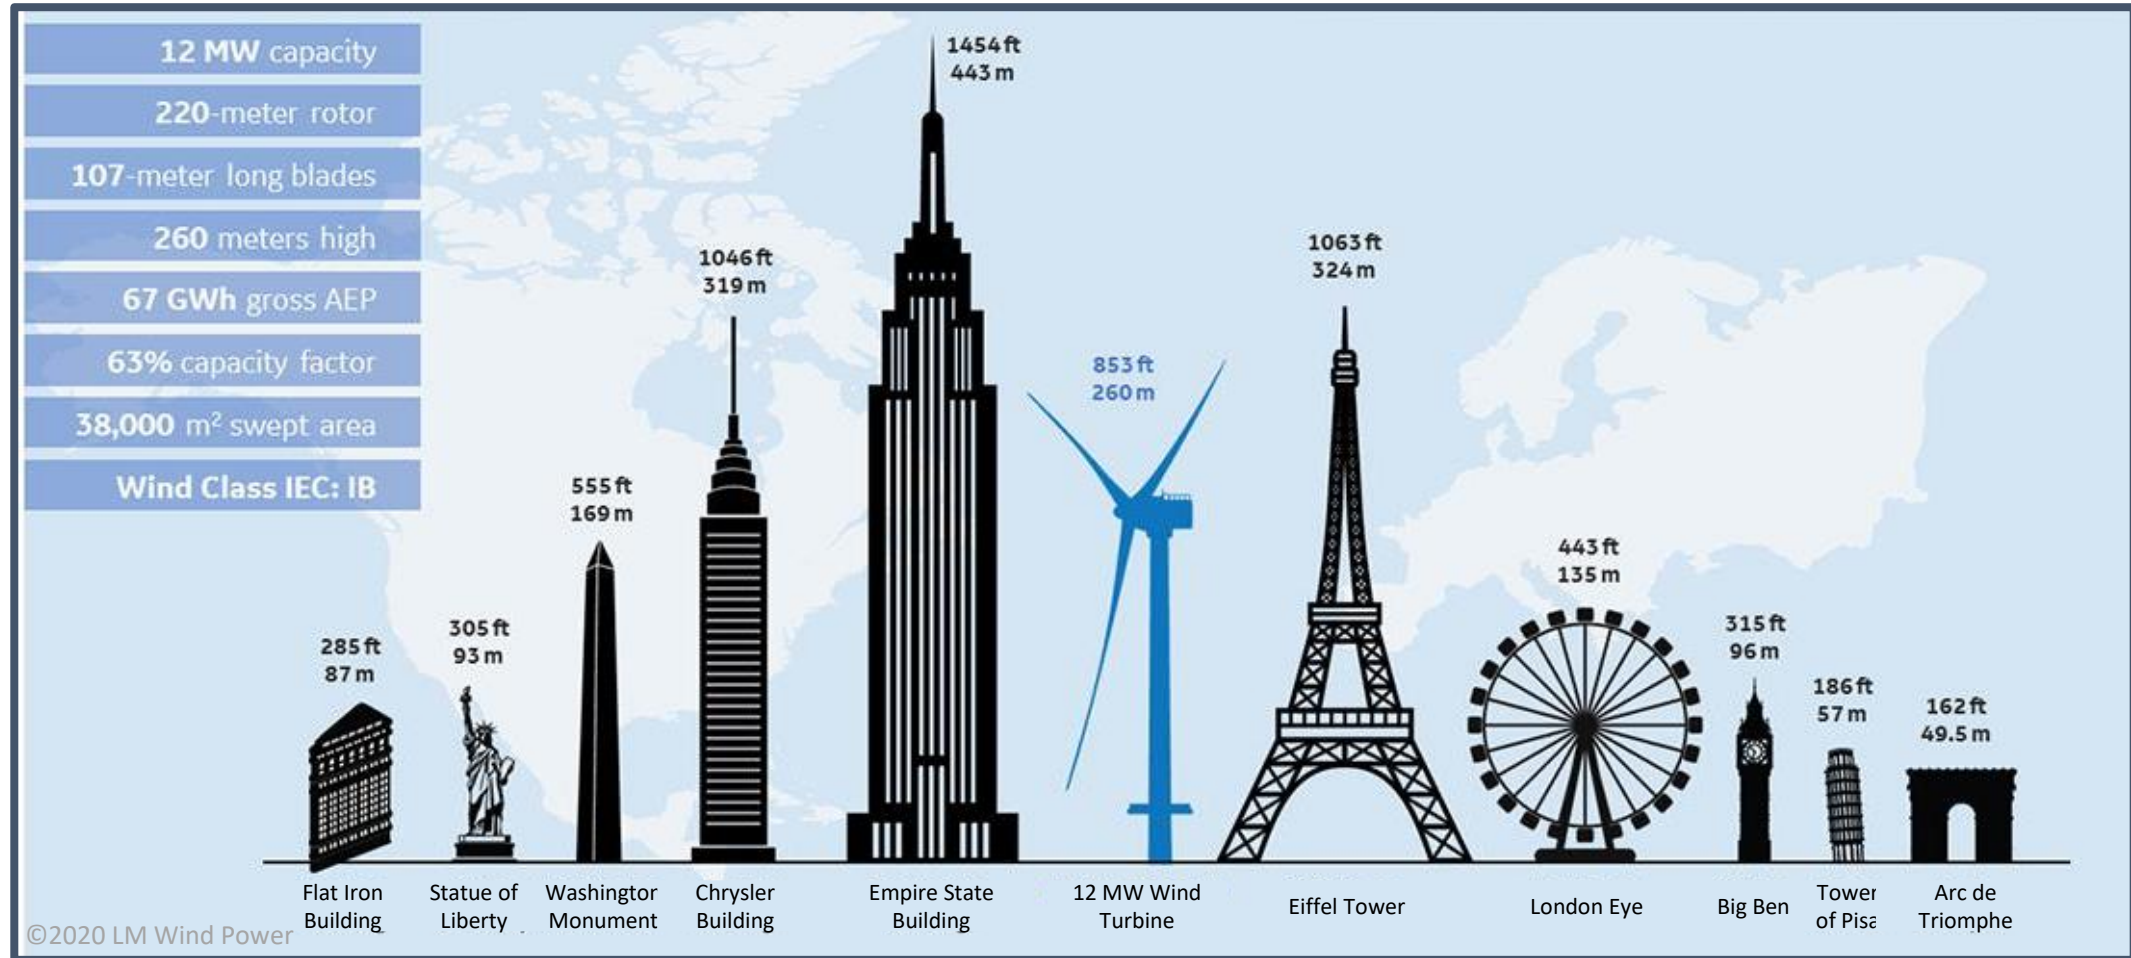 12 MW capacity
220-meter rotor
107-meter long blades
260 meters high
67 GWh gross AEP
63% capacity factor
38,000 m² swept area
Wind Class IEC: IB
285 ft
87 m
305 ft
93 m
555 ft
169 m
1046 ft
319 m
1454 ft
443 m
853 ft
260 m
1063 ft
324 m
443 ft
135 m
315 ft
96 m
186 ft
57 m
162 ft
49.5 m
Flat Iron
Building
Statue of
Liberty
Washingtor
Monument
Chrysler
Building
Empire State
Building
12 MW Wind
Turbine
Eiffel Tower
London Eye
Big Ben
Tower
of Pisa
Arc de
Triomphe
©2020 LM Wind Power